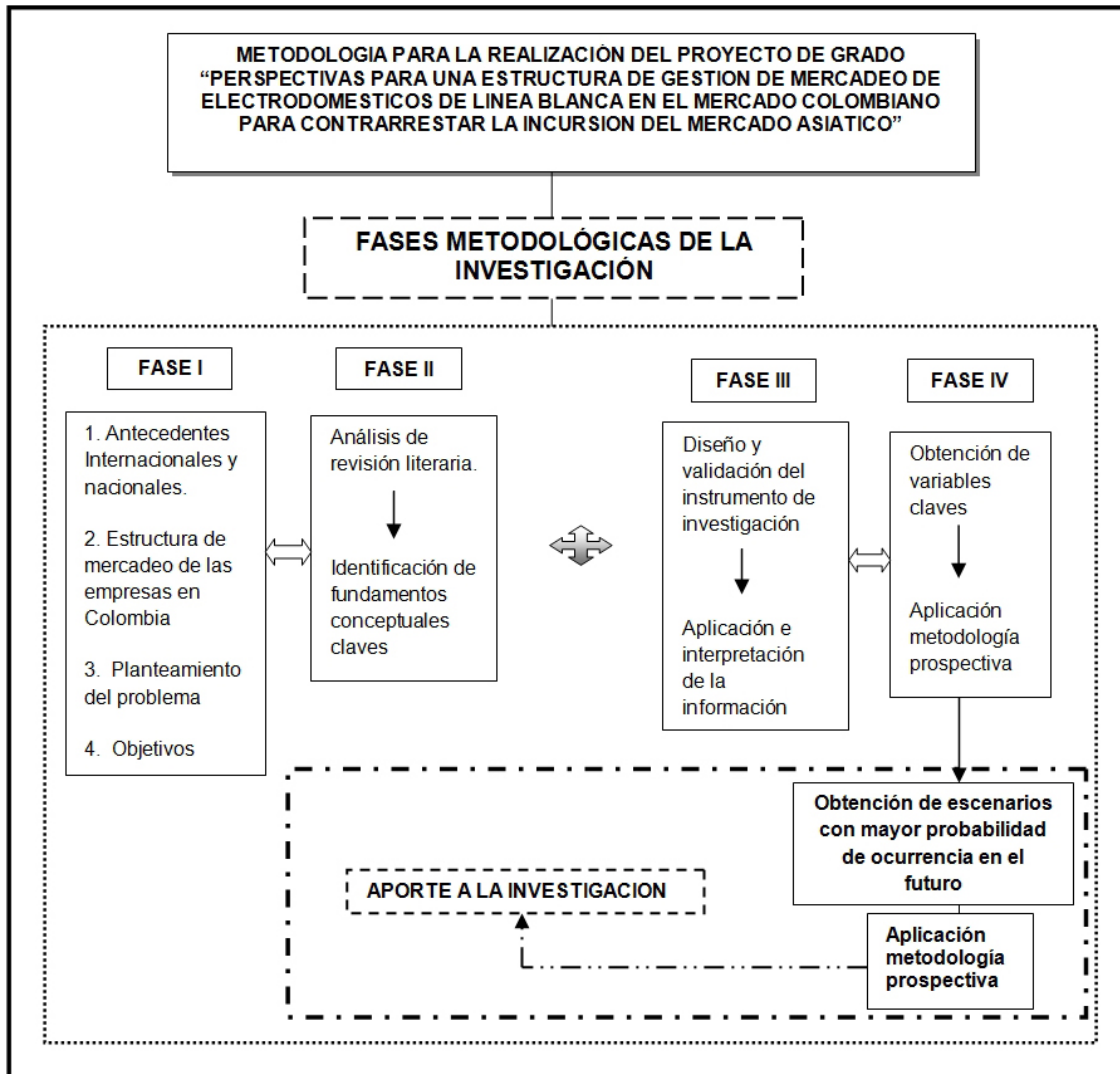 METODOLOGIA PARA LA REALIZACIÓN DEL PROYECTO DE GRADO
“PERSPECTIVAS PARA UNA ESTRUCTURA DE GESTION DE MERCADEO DE
ELECTRODOMESTICOS DE LINEA BLANCA EN EL MERCADO COLOMBIANO
PARA CONTRARRESTAR LA INCURSION DEL MERCADO ASIATICO”
FASES METODOLÓGICAS DE LA
INVESTIGACIÓN
FASE I
1. Antecedentes
Internacionales y
nacionales.
2. Estructura de
mercadeo de las
empresas en
Colombia
3. Planteamiento
del problema
4. Objetivos
FASE II
Análisis de
revisión literaria.
Identificación de
fundamentos
conceptuales
claves
FASE III
Diseño y
validación del
instrumento de
investigación
Aplicación e
interpretación
de la
información
FASE IV
Obtención de
variables
claves
Aplicación
metodología
prospectiva
Obtención de escenarios
con mayor probabilidad
de ocurrencia en el
futuro
Aplicación
metodología
prospectiva
APORTE A LA INVESTIGACION